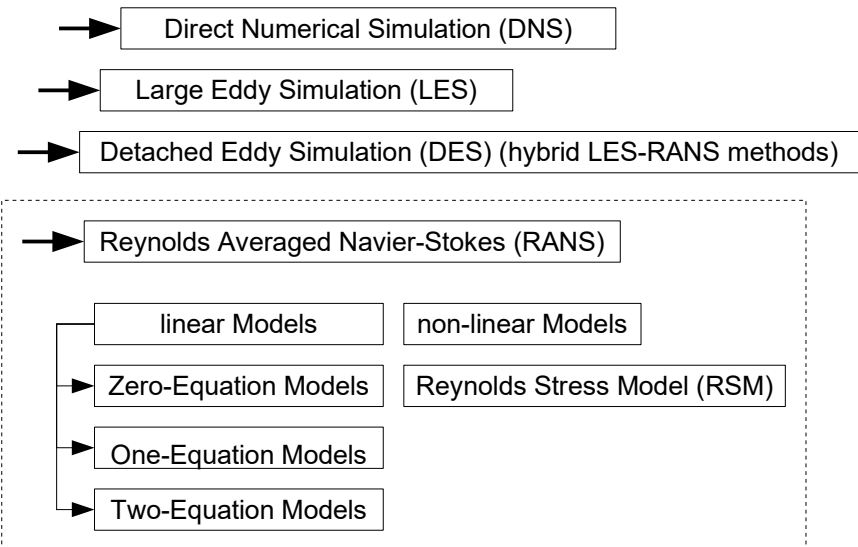 Direct Numerical Simulation (DNS)
Large Eddy Simulation (LES)
Detached Eddy Simulation (DES) (hybrid LES-RANS methods)
Reynolds Averaged Navier-Stokes (RANS)
linear Models
non-linear Models
Zero-Equation Models
Reynolds Stress Model (RSM)
One-Equation Models
Two-Equation Models